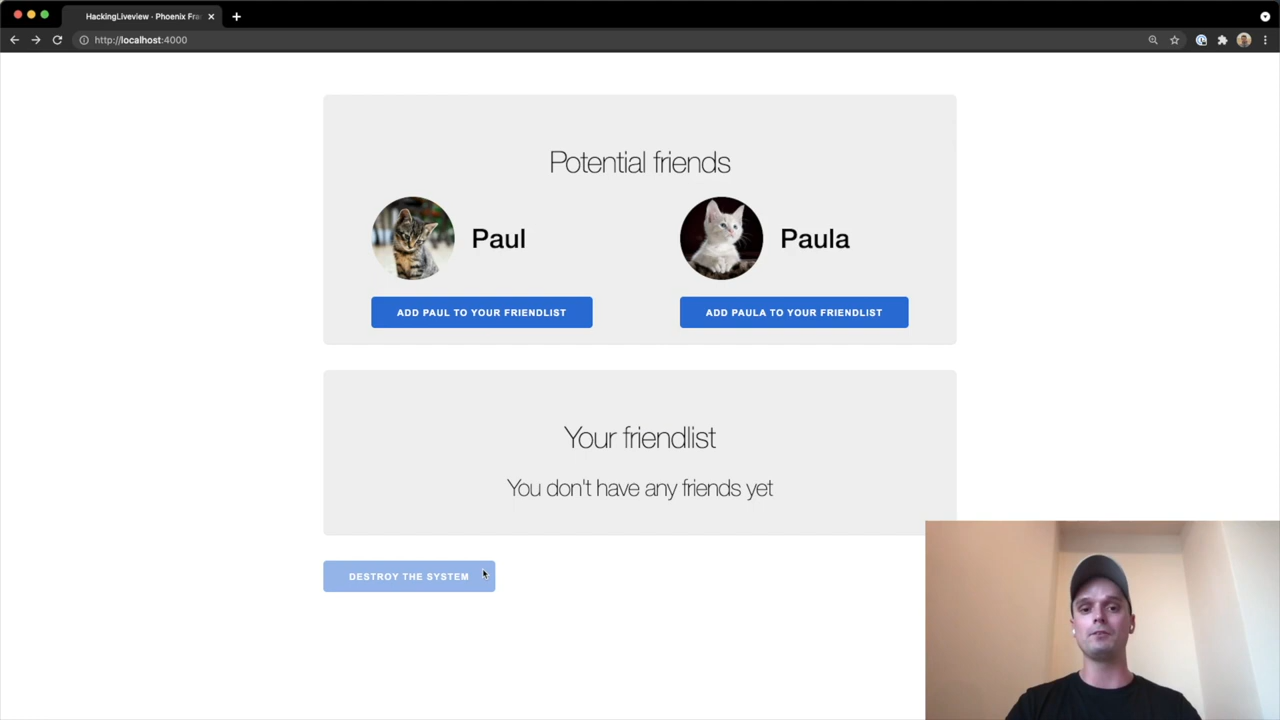 HackingLiveview · Phoenix Fra
http://localhost:4000
Potential friends
Paul
Paula
ADD PAUL TO YOUR FRIENDLIST
ADD PAULA TO YOUR FRIENDLIST
Your friendlist
You don't have any friends yet
DESTROY THE SYSTEM